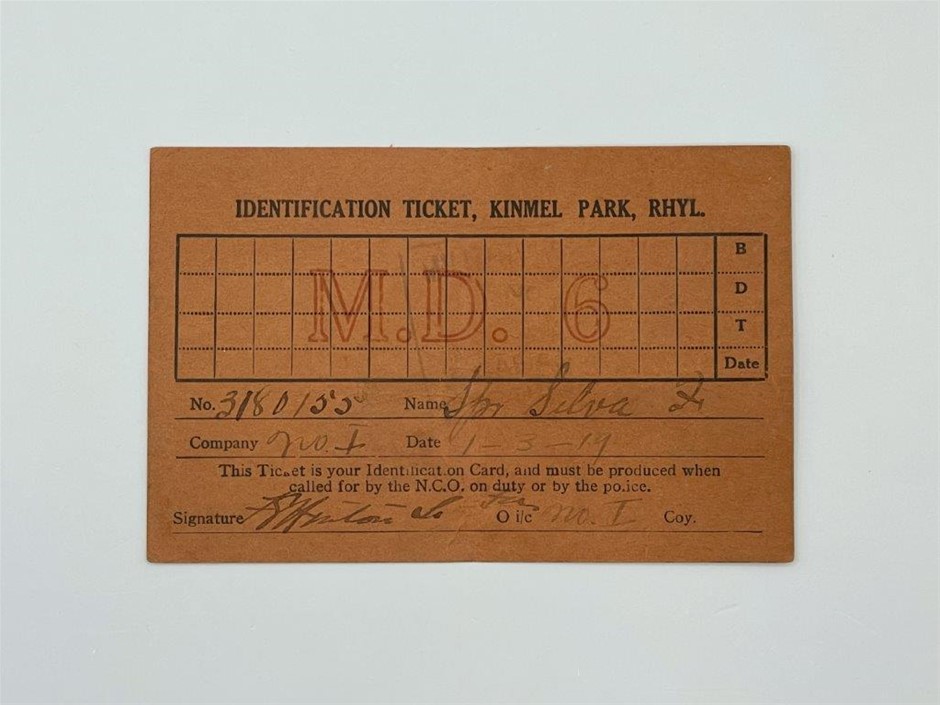 IDENTIFICATION TICKET, KINMEL PARK, RHYL.
B
M.D. 6
D
T
Date
No. 3180155 Name Spr Silva F.
Company No. I Date 1-3-19
This Ticket is your Identification Card, and must be produced when
called for by the N.C.O. on duty or by the police.
Signature O i/c No. I Coy.